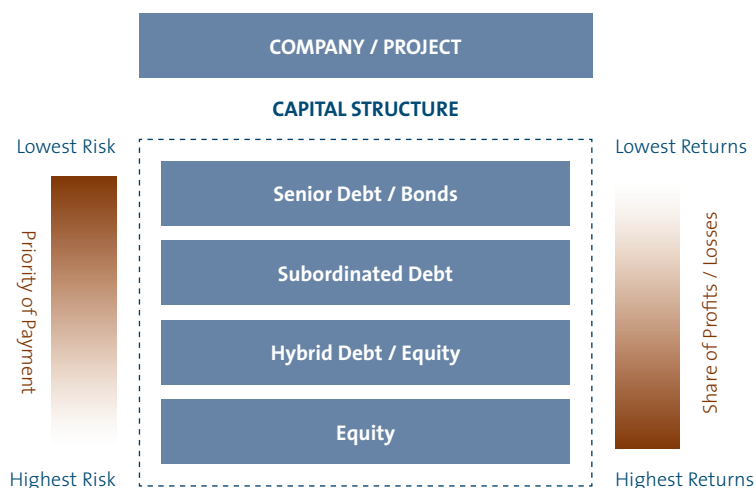 COMPANY / PROJECT
CAPITAL STRUCTURE
Lowest Risk
Lowest Returns
Senior Debt / Bonds
Subordinated Debt
Hybrid Debt / Equity
Equity
Priority of Payment
Share of Profits / Losses
Highest Risk
Highest Returns